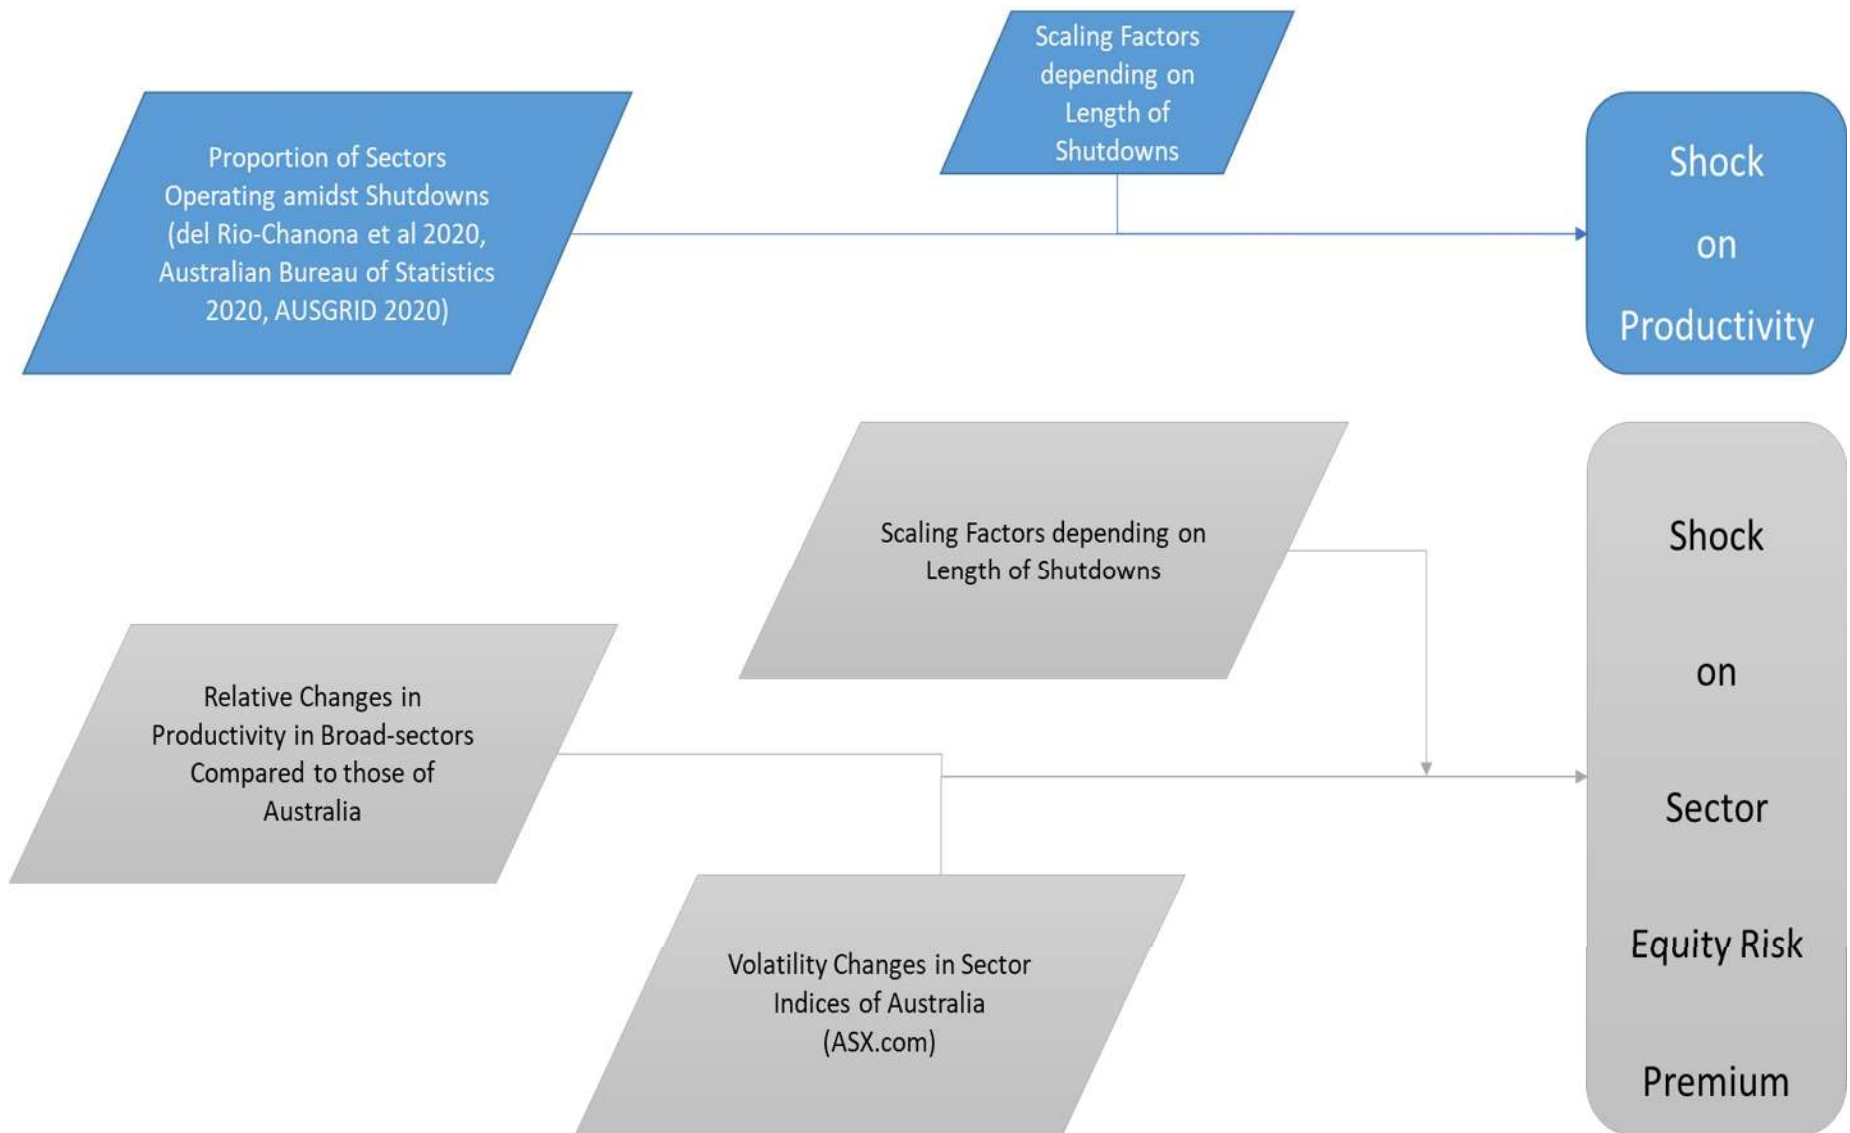 Scaling Factors
depending on
Length of
Shutdowns
Proportion of Sectors
Operating amidst Shutdowns
(del Rio-Chanona et al 2020,
Australian Bureau of Statistics
2020, AUSGRID 2020)
Shock
on
Productivity
Scaling Factors depending on
Length of Shutdowns
Relative Changes in
Productivity in Broad-sectors
Compared to those of
Australia
Volatility Changes in Sector
Indices of Australia
(ASX.com)
Shock
on
Sector
Equity Risk
Premium